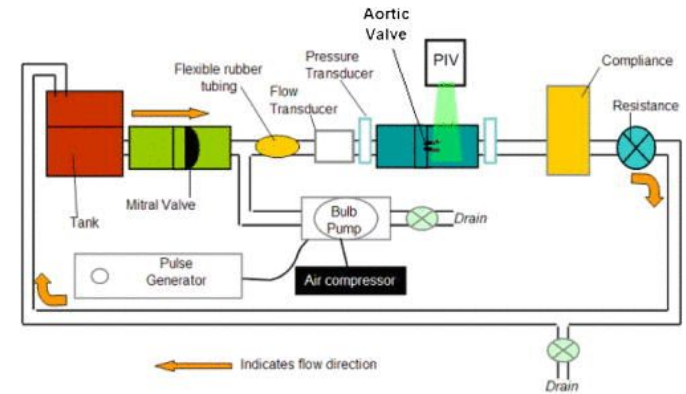 Aortic
Valve
PIV
Pressure
Transducer
Flexible rubber
tubing
Flow
Transducer
Compliance
Resistance
Mitral Valve
Tank
Bulb
Pump
Drain
Pulse
Generator
Air compressor
Indicates flow direction
Drain